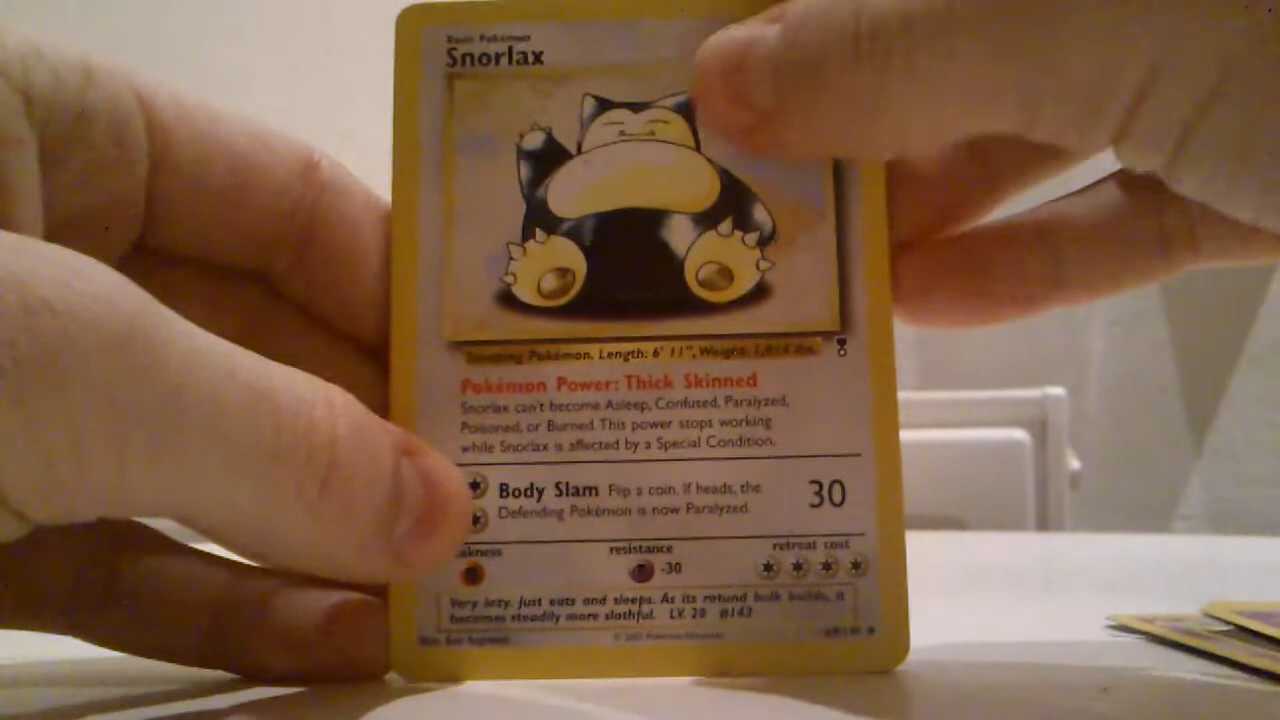 Basic Pokémon
Snorlax
Sleeping Pokémon. Length: 6' 11", Weight: 1,014 lbs.
Pokémon Power: Thick Skinned
Snorlax can't become Asleep, Confused, Paralyzed,
Poisoned, or Burned. This power stops working
while Snorlax is affected by a Special Condition.
Body Slam Flip a coin. If heads, the 30
Defending Pokémon is now Paralyzed.
akness resistance retreat cost
-30
Very lazy. Just eats and sleeps. As its rotund bulk builds, it
becomes steadily more slothful. LV. 20 #143